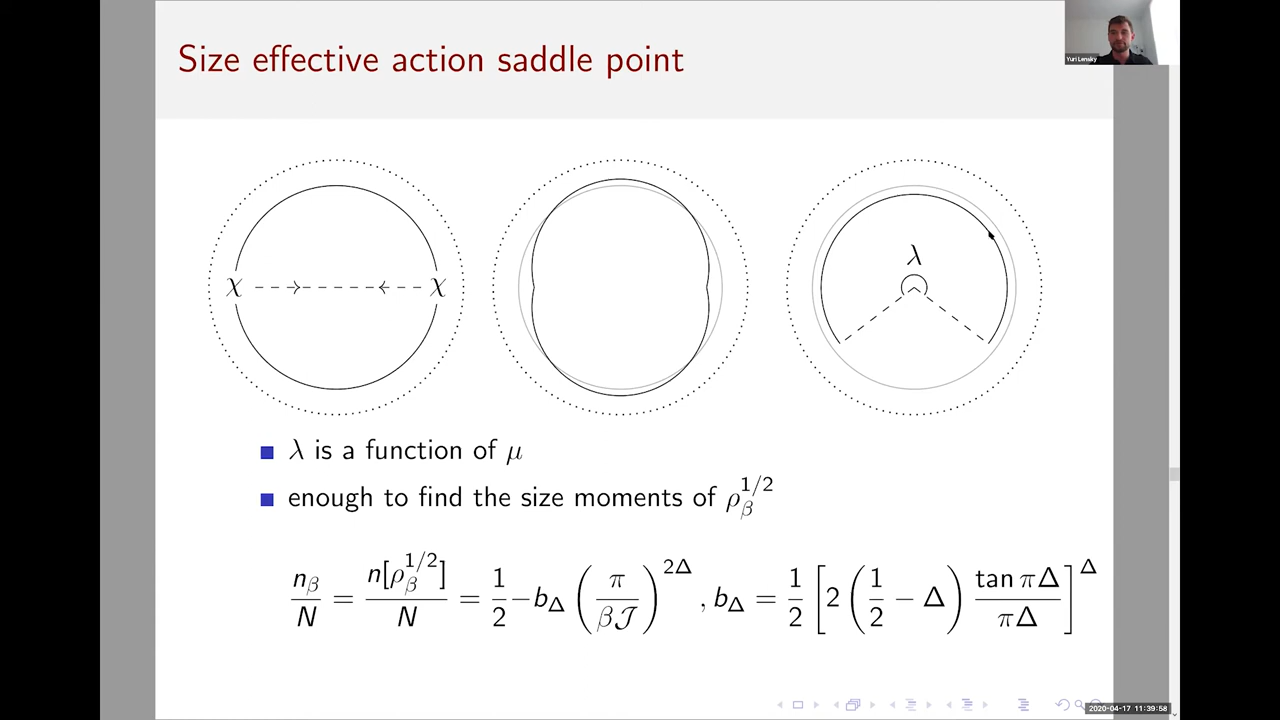 Size effective action saddle point
Yuri Lensky
χ χ
λ
λ is a function of μ
enough to find the size moments of ρ_β^{1/2}
n_β/N = n[ρ_β^{1/2}]/N = 1/2 − b_Δ (π/β𝒥)^{2Δ}, b_Δ = 1/2 [2 (1/2 − Δ) tan πΔ/πΔ]^Δ
2020-04-17 11:39:58